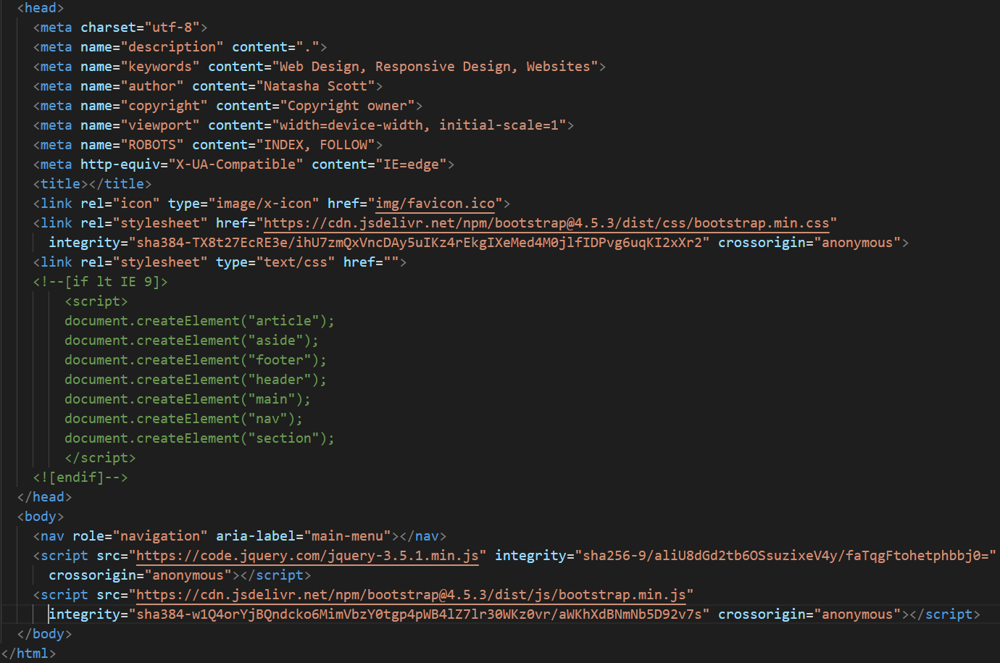 <head>
<meta charset="utf-8">
<meta name="description" content=".">
<meta name="keywords" content="Web Design, Responsive Design, Websites">
<meta name="author" content="Natasha Scott">
<meta name="copyright" content="Copyright owner">
<meta name="viewport" content="width=device-width, initial-scale=1">
<meta name="ROBOTS" content="INDEX, FOLLOW">
<meta http-equiv="X-UA-Compatible" content="IE=edge">
<title></title>
<link rel="icon" type="image/x-icon" href="img/favicon.ico">
<link rel="stylesheet" href="https://cdn.jsdelivr.net/npm/bootstrap@4.5.3/dist/css/bootstrap.min.css"
integrity="sha384-TX8t27EcRE3e/ihU7zmQxVncDAy5uIKz4rEkgIXeMed4M0jlfIDPvg6uqKI2xXr2" crossorigin="anonymous">
<link rel="stylesheet" type="text/css" href="">
<!--[if lt IE 9]>
<script>
document.createElement("article");
document.createElement("aside");
document.createElement("footer");
document.createElement("header");
document.createElement("main");
document.createElement("nav");
document.createElement("section");
</script>
<![endif]-->
</head>
<body>
<nav role="navigation" aria-label="main-menu"></nav>
<script src="https://code.jquery.com/jquery-3.5.1.min.js" integrity="sha256-9/aliU8dGd2tb6OSsuzixeV4y/faTqgFtohetphbbj0="
crossorigin="anonymous"></script>
<script src="https://cdn.jsdelivr.net/npm/bootstrap@4.5.3/dist/js/bootstrap.min.js"
integrity="sha384-w1Q4orYjBQndcko6MimVbzY0tgp4pWB4lZ7lr30WKz0vr/aWKhXdBNmNb5D92v7s" crossorigin="anonymous"></script>
</body>
</html>